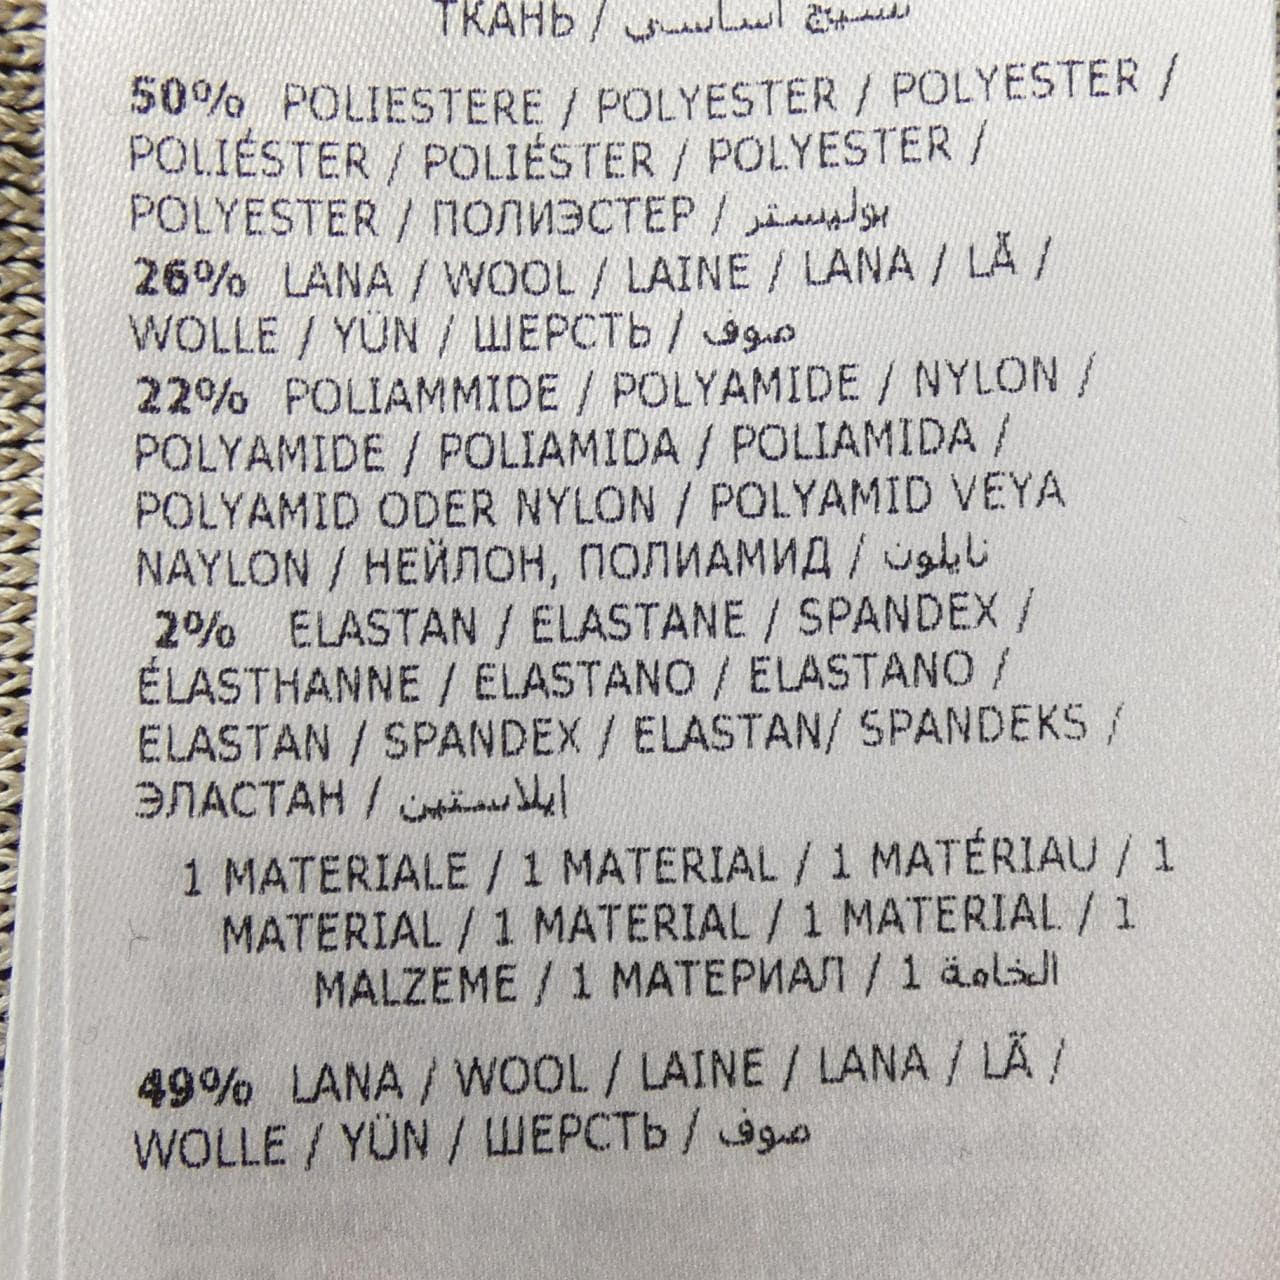 ТКАНЬ / نسيج أساسي
50% POLIESTERE / POLYESTER / POLYESTER /
POLIÉSTER / POLIÉSTER / POLYESTER /
POLYESTER / ПОЛИЭСТЕР / بوليستر
26% LANA / WOOL / LAINE / LANA / LÃ /
WOLLE / YÜN / ШЕРСТЬ / صوف
22% POLIAMMIDE / POLYAMIDE / NYLON /
POLYAMIDE / POLIAMIDA / POLIAMIDA /
POLYAMID ODER NYLON / POLYAMID VEYA
NAYLON / НЕЙЛОН, ПОЛИАМИД / نايلون
2% ELASTAN / ELASTANE / SPANDEX /
ÉLASTHANNE / ELASTANO / ELASTANO /
ELASTAN / SPANDEX / ELASTAN/ SPANDEKS /
ЭЛАСТАН / ايلاستين
1 MATERIALE / 1 MATERIAL / 1 MATÉRIAU / 1
MATERIAL / 1 MATERIAL / 1 MATERIAL / 1
MALZEME / 1 МАТЕРИАЛ / 1 الخامة
49% LANA / WOOL / LAINE / LANA / LÃ /
WOLLE / YÜN / ШЕРСТЬ / صوف